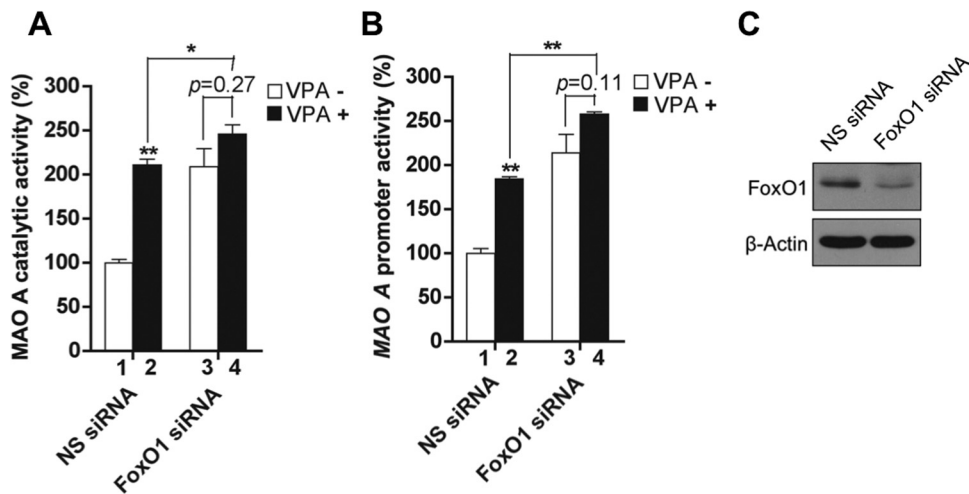 A
MAO A catalytic activity (%)
300
250
200
150
100
50
0
*
p=0.27
**
VPA -
VPA +
1 2 3 4
NS siRNA
FoxO1 siRNA
B
MAO A promoter activity (%)
300
250
200
150
100
50
0
**
p=0.11
**
VPA -
VPA +
1 2 3 4
NS siRNA
FoxO1 siRNA
C
NS siRNA
FoxO1 siRNA
FoxO1
β-Actin